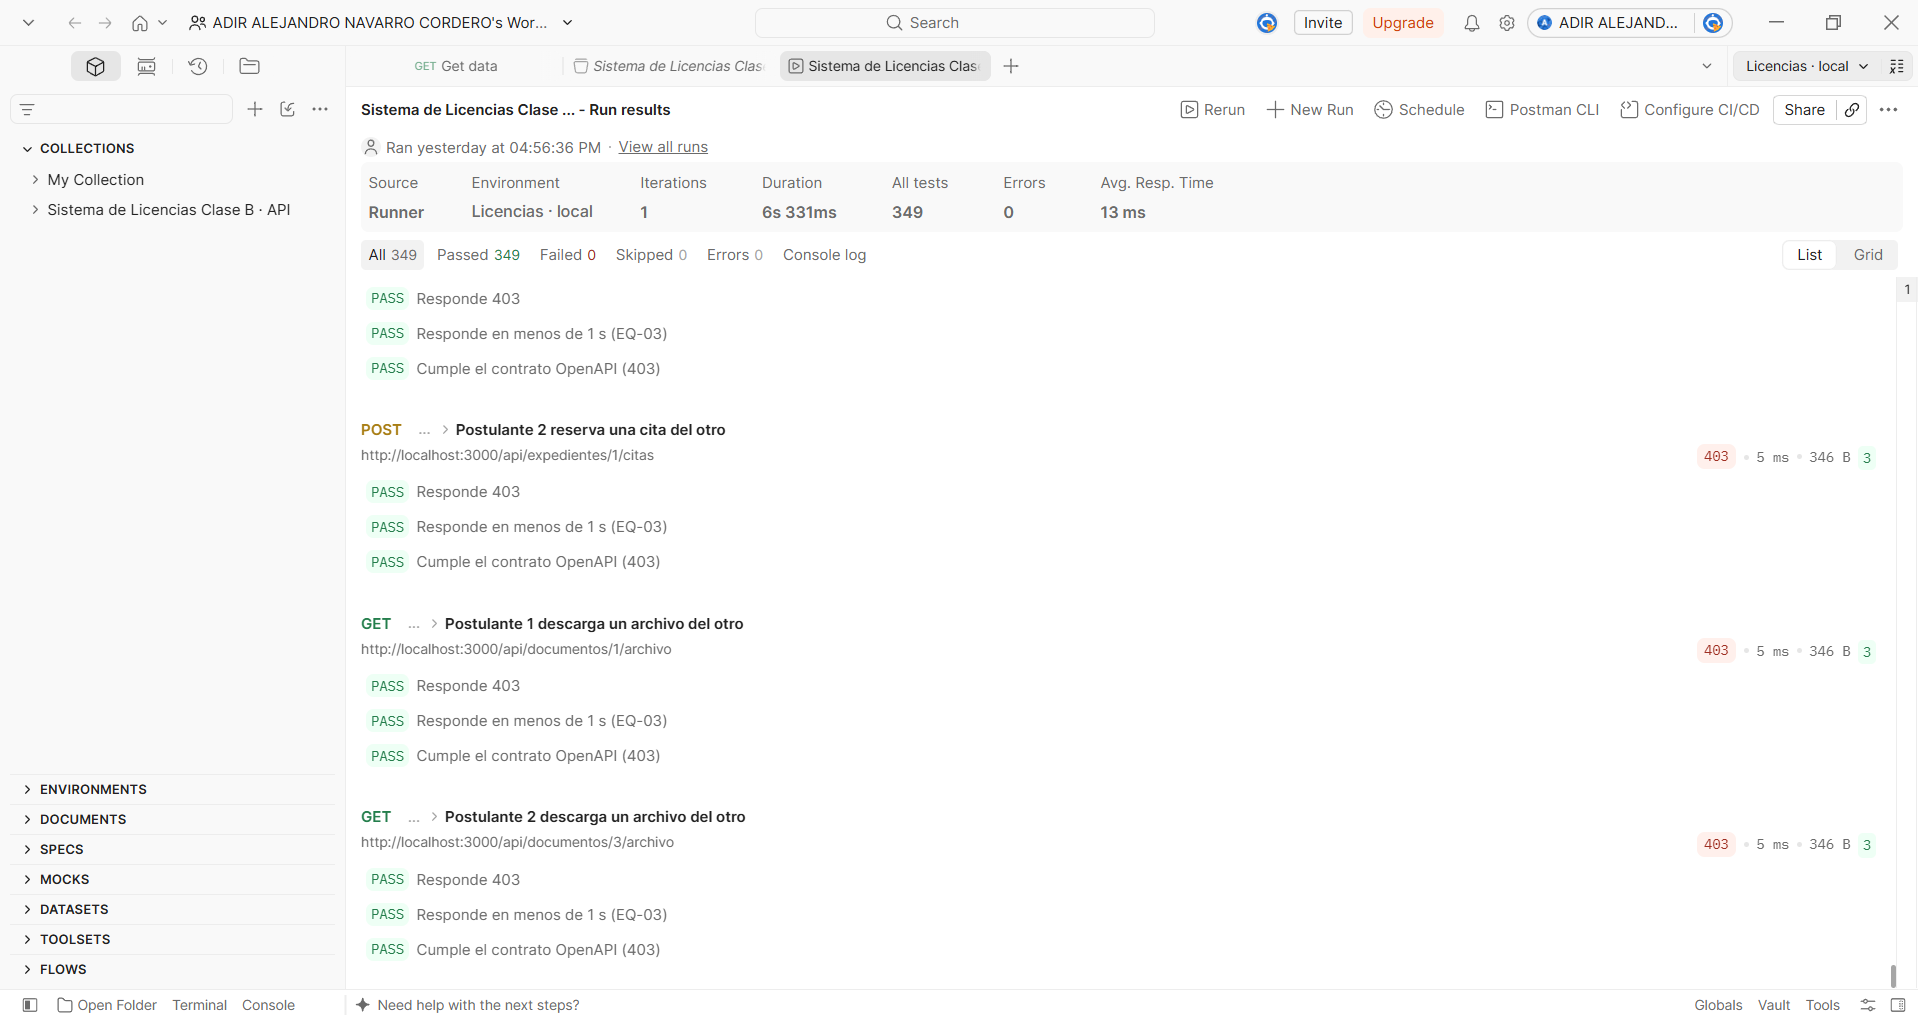 ADIR ALEJANDRO NAVARRO CORDERO's Wor...
Search
Invite
Upgrade
A ADIR ALEJAND...
GET Get data
Sistema de Licencias Clas
Sistema de Licencias Clas
Licencias · local
Sistema de Licencias Clase ... - Run results
Rerun
New Run
Schedule
Postman CLI
Configure CI/CD
Share
COLLECTIONS
My Collection
Sistema de Licencias Clase B · API
Ran yesterday at 04:56:36 PM · View all runs
Source Environment Iterations Duration All tests Errors Avg. Resp. Time
Runner Licencias · local 1 6s 331ms 349 0 13 ms
All 349 Passed 349 Failed 0 Skipped 0 Errors 0 Console log
List Grid
1
PASS Responde 403
PASS Responde en menos de 1 s (EQ-03)
PASS Cumple el contrato OpenAPI (403)
POST ... > Postulante 2 reserva una cita del otro
http://localhost:3000/api/expedientes/1/citas
403 • 5 ms • 346 B 3
PASS Responde 403
PASS Responde en menos de 1 s (EQ-03)
PASS Cumple el contrato OpenAPI (403)
GET ... > Postulante 1 descarga un archivo del otro
http://localhost:3000/api/documentos/1/archivo
403 • 5 ms • 346 B 3
PASS Responde 403
PASS Responde en menos de 1 s (EQ-03)
PASS Cumple el contrato OpenAPI (403)
GET ... > Postulante 2 descarga un archivo del otro
http://localhost:3000/api/documentos/3/archivo
403 • 5 ms • 346 B 3
PASS Responde 403
PASS Responde en menos de 1 s (EQ-03)
PASS Cumple el contrato OpenAPI (403)
ENVIRONMENTS
DOCUMENTS
SPECS
MOCKS
DATASETS
TOOLSETS
FLOWS
Open Folder
Terminal
Console
Need help with the next steps?
Globals
Vault
Tools